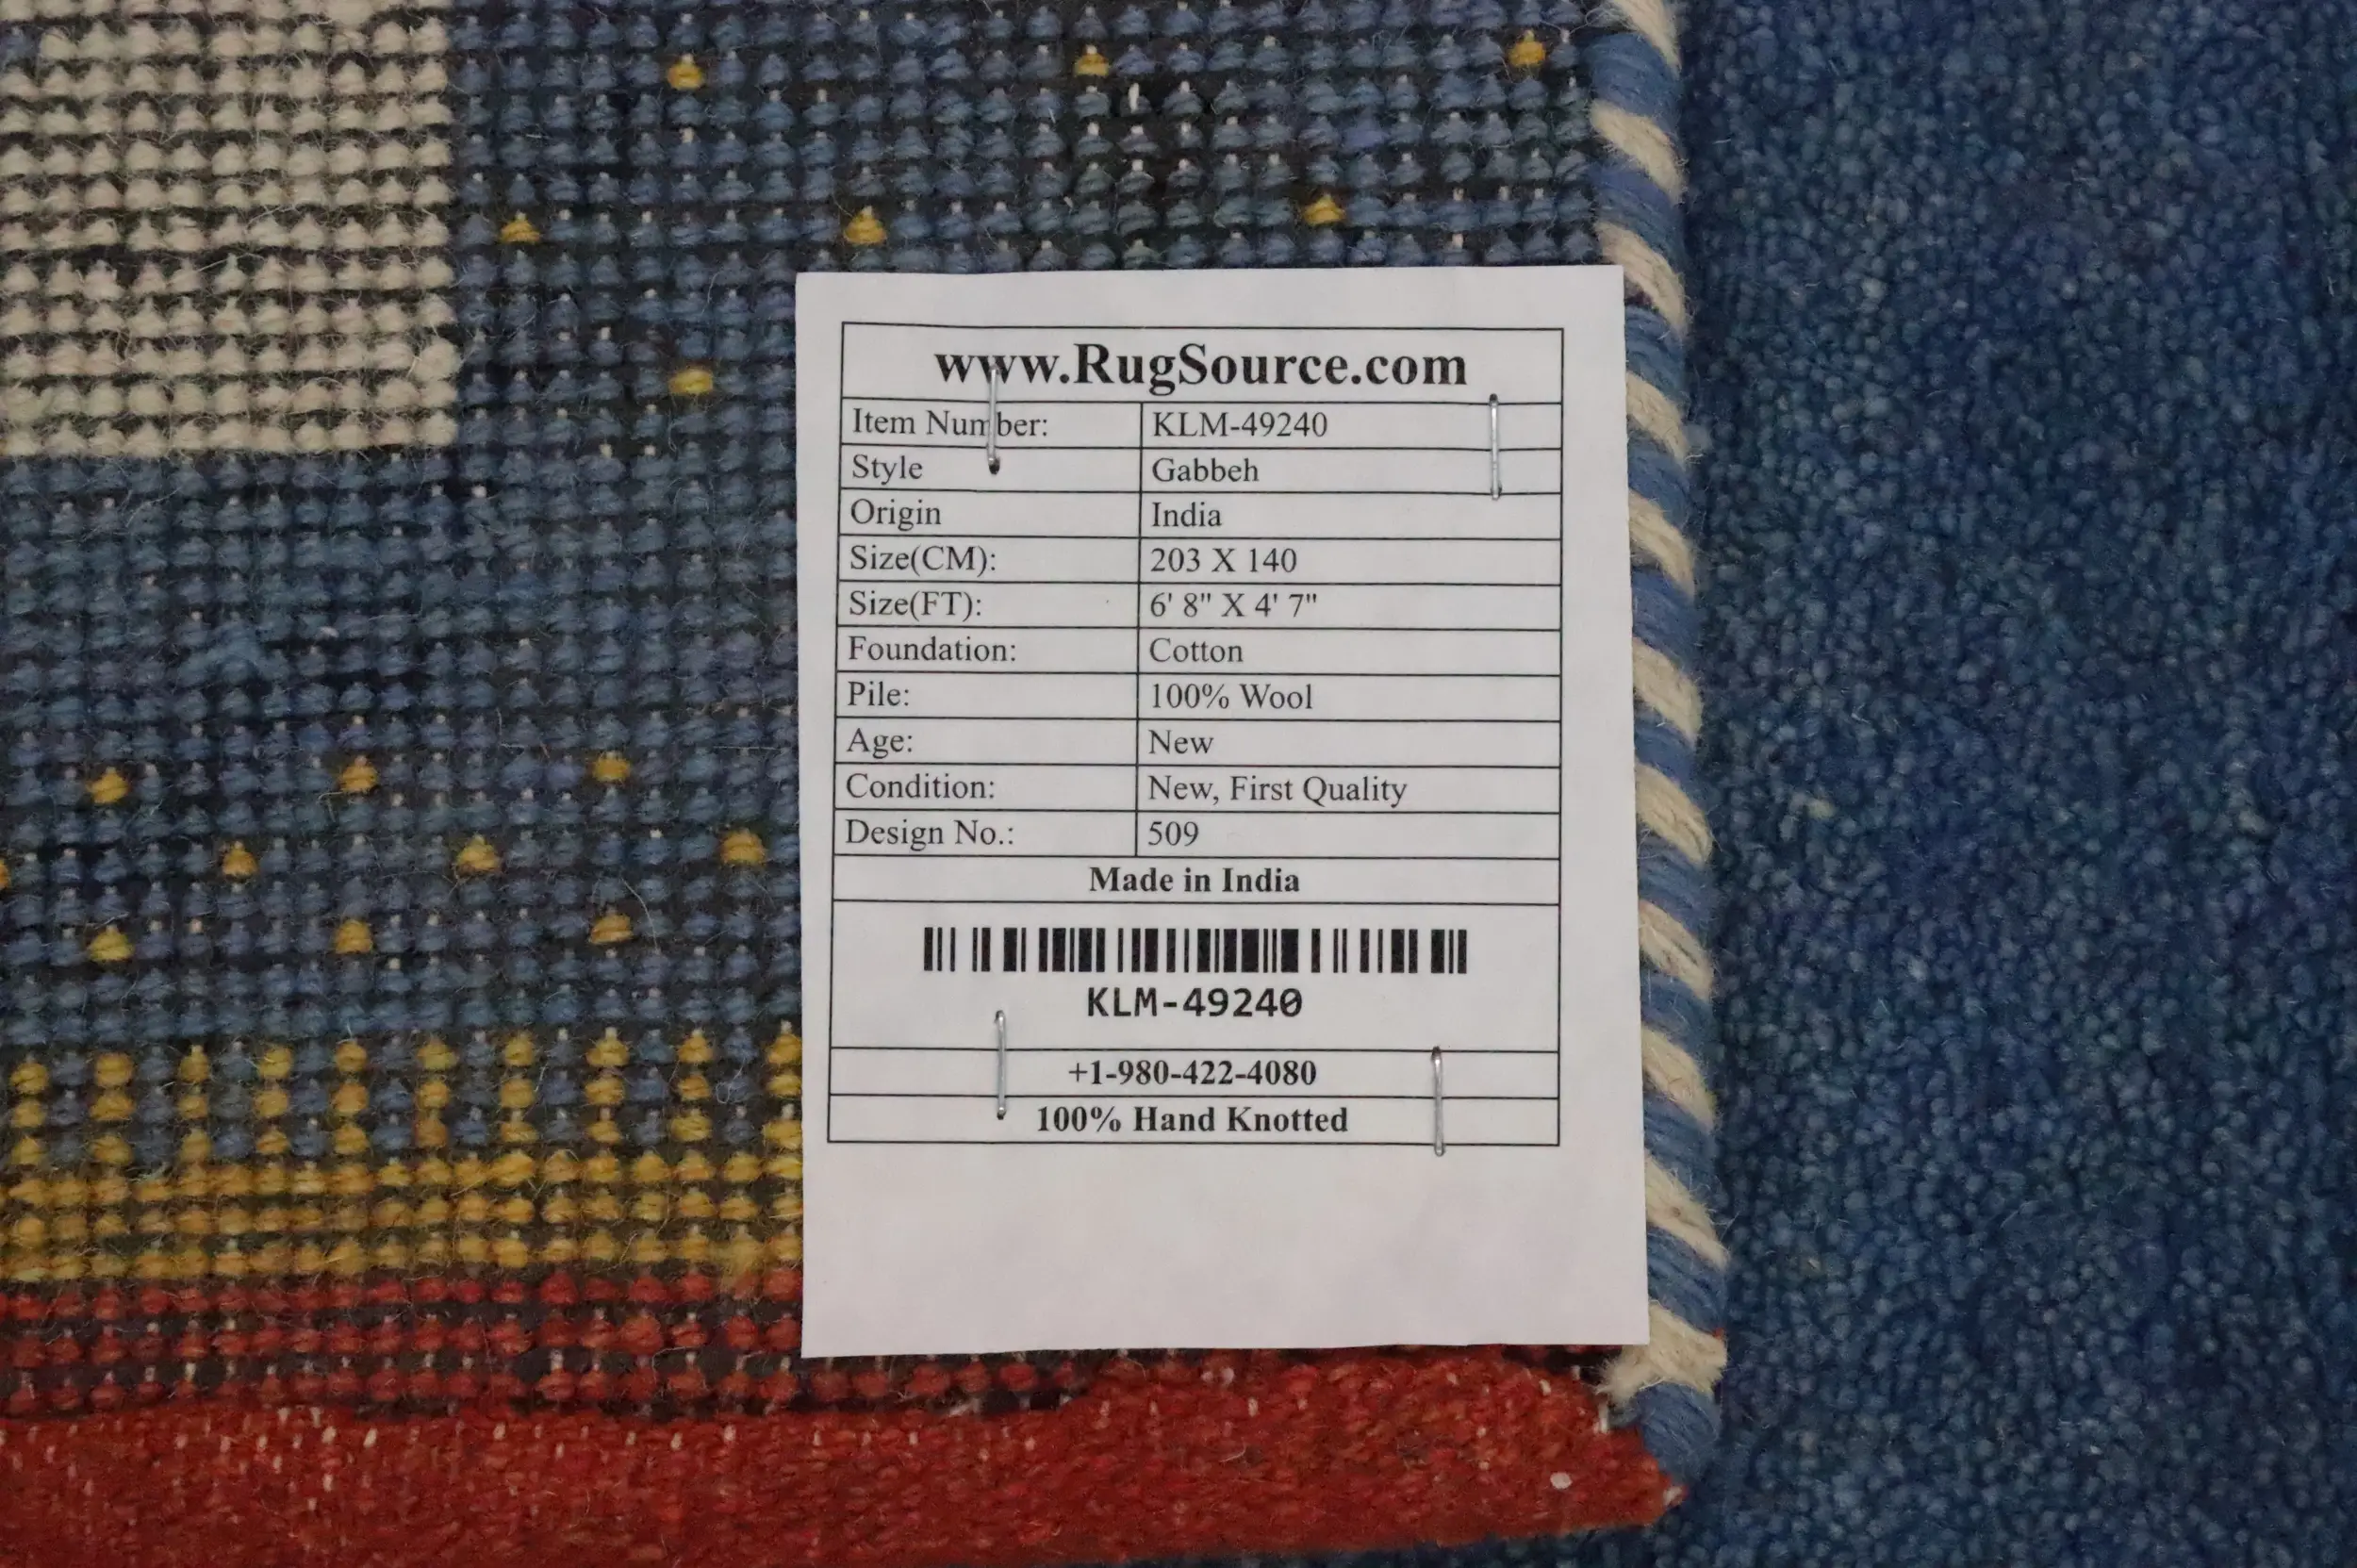 www.RugSource.com
Item Number: KLM-49240
Style Gabbeh
Origin India
Size(CM): 203 X 140
Size(FT): 6' 8" X 4' 7"
Foundation: Cotton
Pile: 100% Wool
Age: New
Condition: New, First Quality
Design No.: 509
Made in India
KLM-49240
+1-980-422-4080
100% Hand Knotted